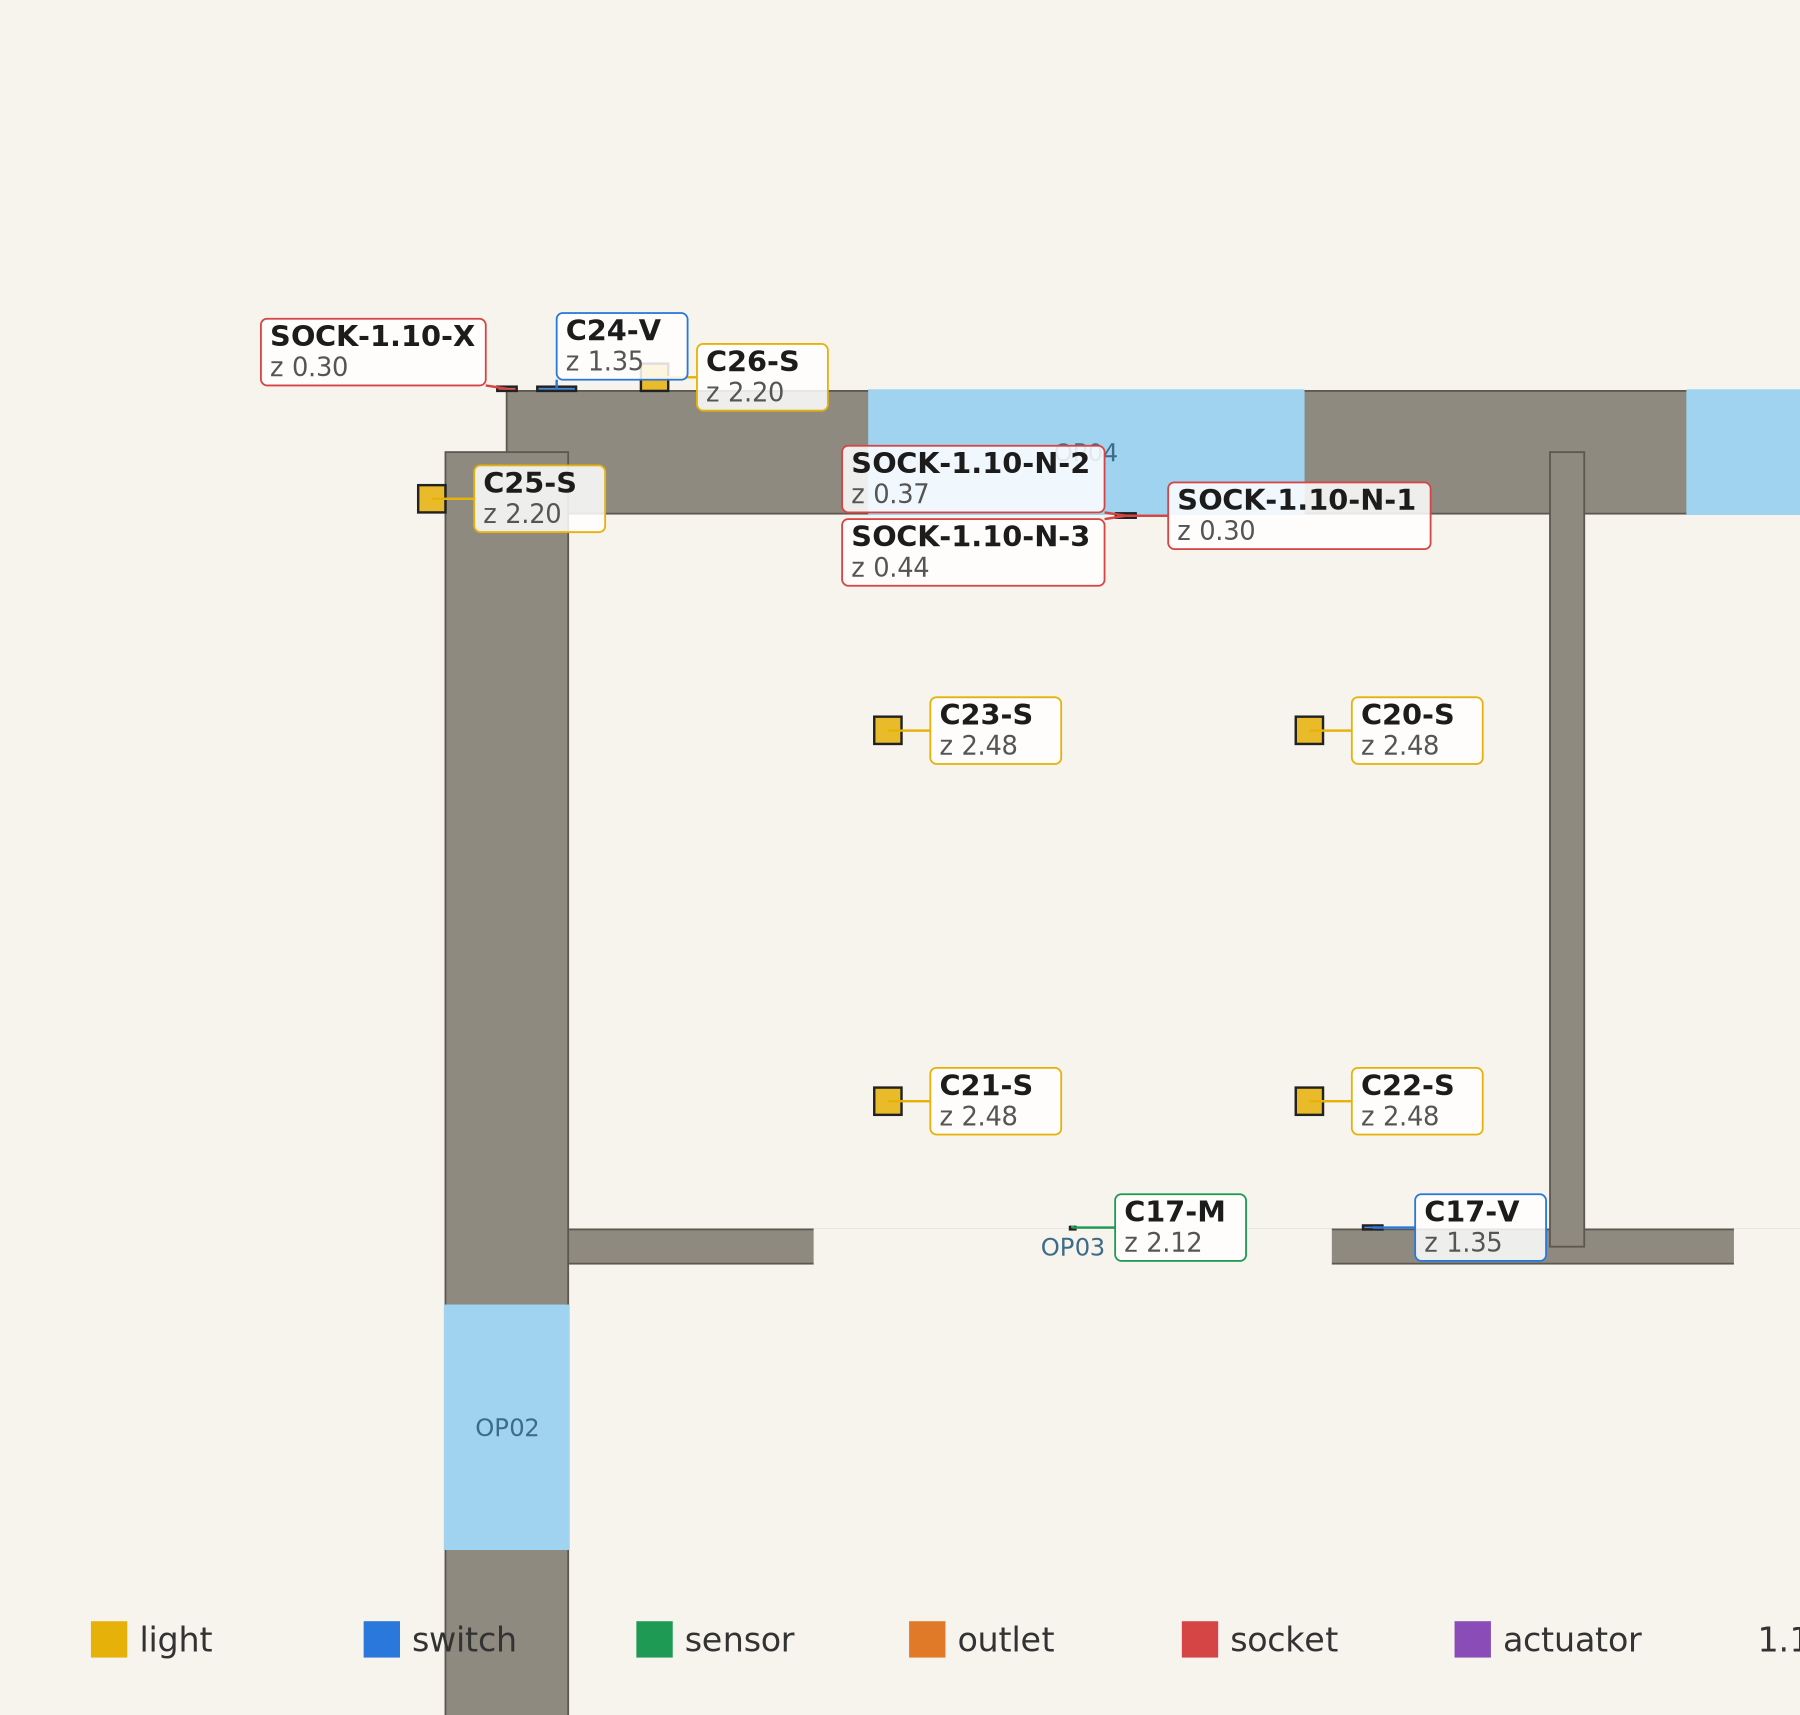 SOCK-1.10-X
z 0.30
C24-V
z 1.35
C26-S
z 2.20
OP04
SOCK-1.10-N-2
z 0.37
C25-S
z 2.20
SOCK-1.10-N-1
z 0.30
SOCK-1.10-N-3
z 0.44
C23-S
z 2.48
C20-S
z 2.48
C21-S
z 2.48
C22-S
z 2.48
C17-M
z 2.12
C17-V
z 1.35
OP03
OP02
light
switch
sensor
outlet
socket
actuator